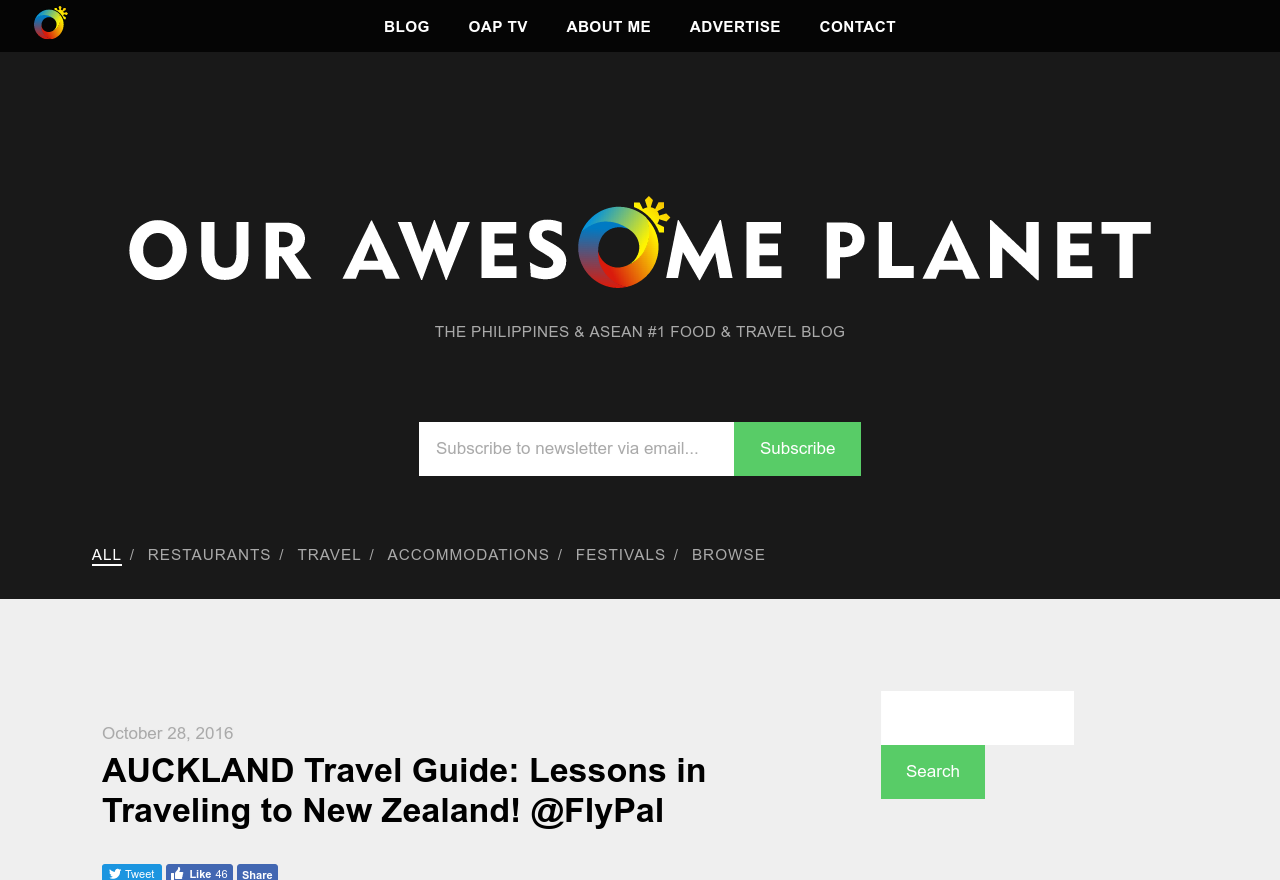 BLOG OAP TV ABOUT ME ADVERTISE CONTACT
OUR AWESOME PLANET
THE PHILIPPINES & ASEAN #1 FOOD & TRAVEL BLOG
Subscribe to newsletter via email... Subscribe
ALL / RESTAURANTS / TRAVEL / ACCOMMODATIONS / FESTIVALS / BROWSE
October 28, 2016
AUCKLAND Travel Guide: Lessons in
Traveling to New Zealand! @FlyPal
Search
Tweet Like 46 Share